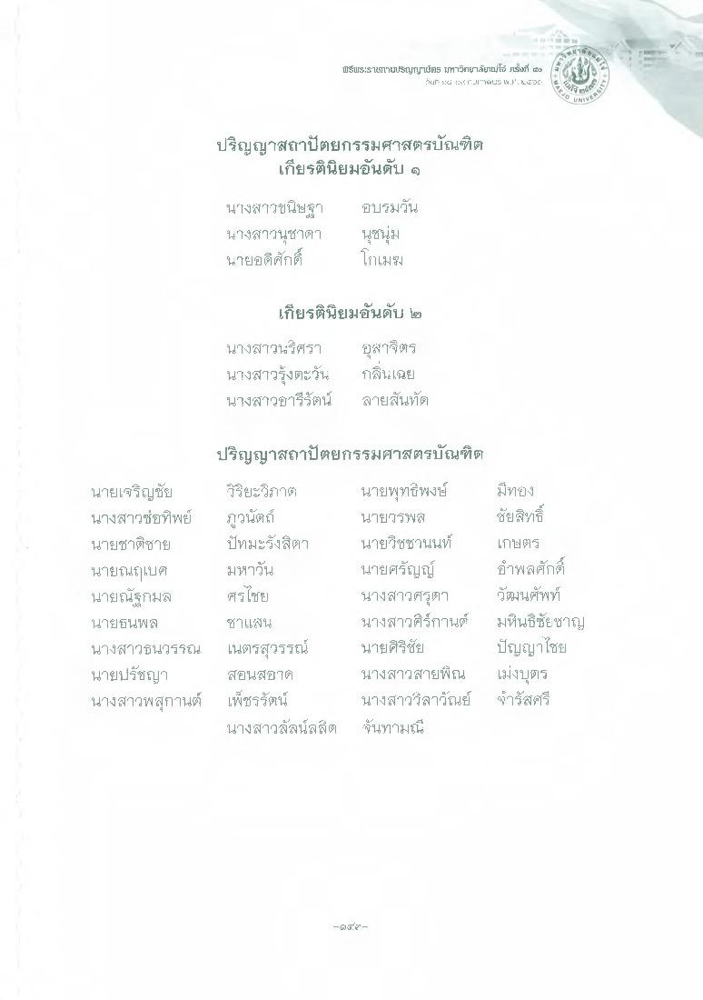 พิธีพระราชทานปริญญาบัตร มหาวิทยาลัยแม่โจ้ ครั้งที่ ๔๐
MAEJO UNIVERSITY
ปริญญาสถาปัตยกรรมศาสตรบัณฑิต
เกียรตินิยมอันดับ ๑
นางสาวขนิษฐา อบรมวัน
นางสาวนุชาดา นุชนุ่ม
นายอดิศักดิ์ โกเมฆ
เกียรตินิยมอันดับ ๒
นางสาวนริศรา อุสาจิตร
นางสาวรุ้งตะวัน กลิ่นเฉย
นางสาวอารีรัตน์ ลายสันทัด
ปริญญาสถาปัตยกรรมศาสตรบัณฑิต
นายเจริญชัย วิริยะวิภาต นายพุทธิพงษ์ มีทอง
นางสาวช่อทิพย์ ภูวนัตถ์ นายวรพล ชัยสิทธิ์
นายชาติชาย ปัทมะรังสิตา นายวิชชานนท์ เกษตร
นายณฤเบศ มหาวัน นายศรัญญ์ อำพลศักดิ์
นายณัฐกมล ศรไชย นางสาวศรุตา วัฒนศัพท์
นายธนพล ชาแสน นางสาวศิร์กานต์ มหินธิชัยชาญ
นางสาวธนวรรณ เนตรสุวรรณ์ นายศิริชัย ปัญญาไชย
นายปรัชญา สอนสอาด นางสาวสายพิณ เม่งบุตร
นางสาวพสุกานต์ เพ็ชรรัตน์ นางสาววิลาวัณย์ จำรัสศรี
นางสาวลัลน์ลลิต จันทามณี
-๑๔๙-